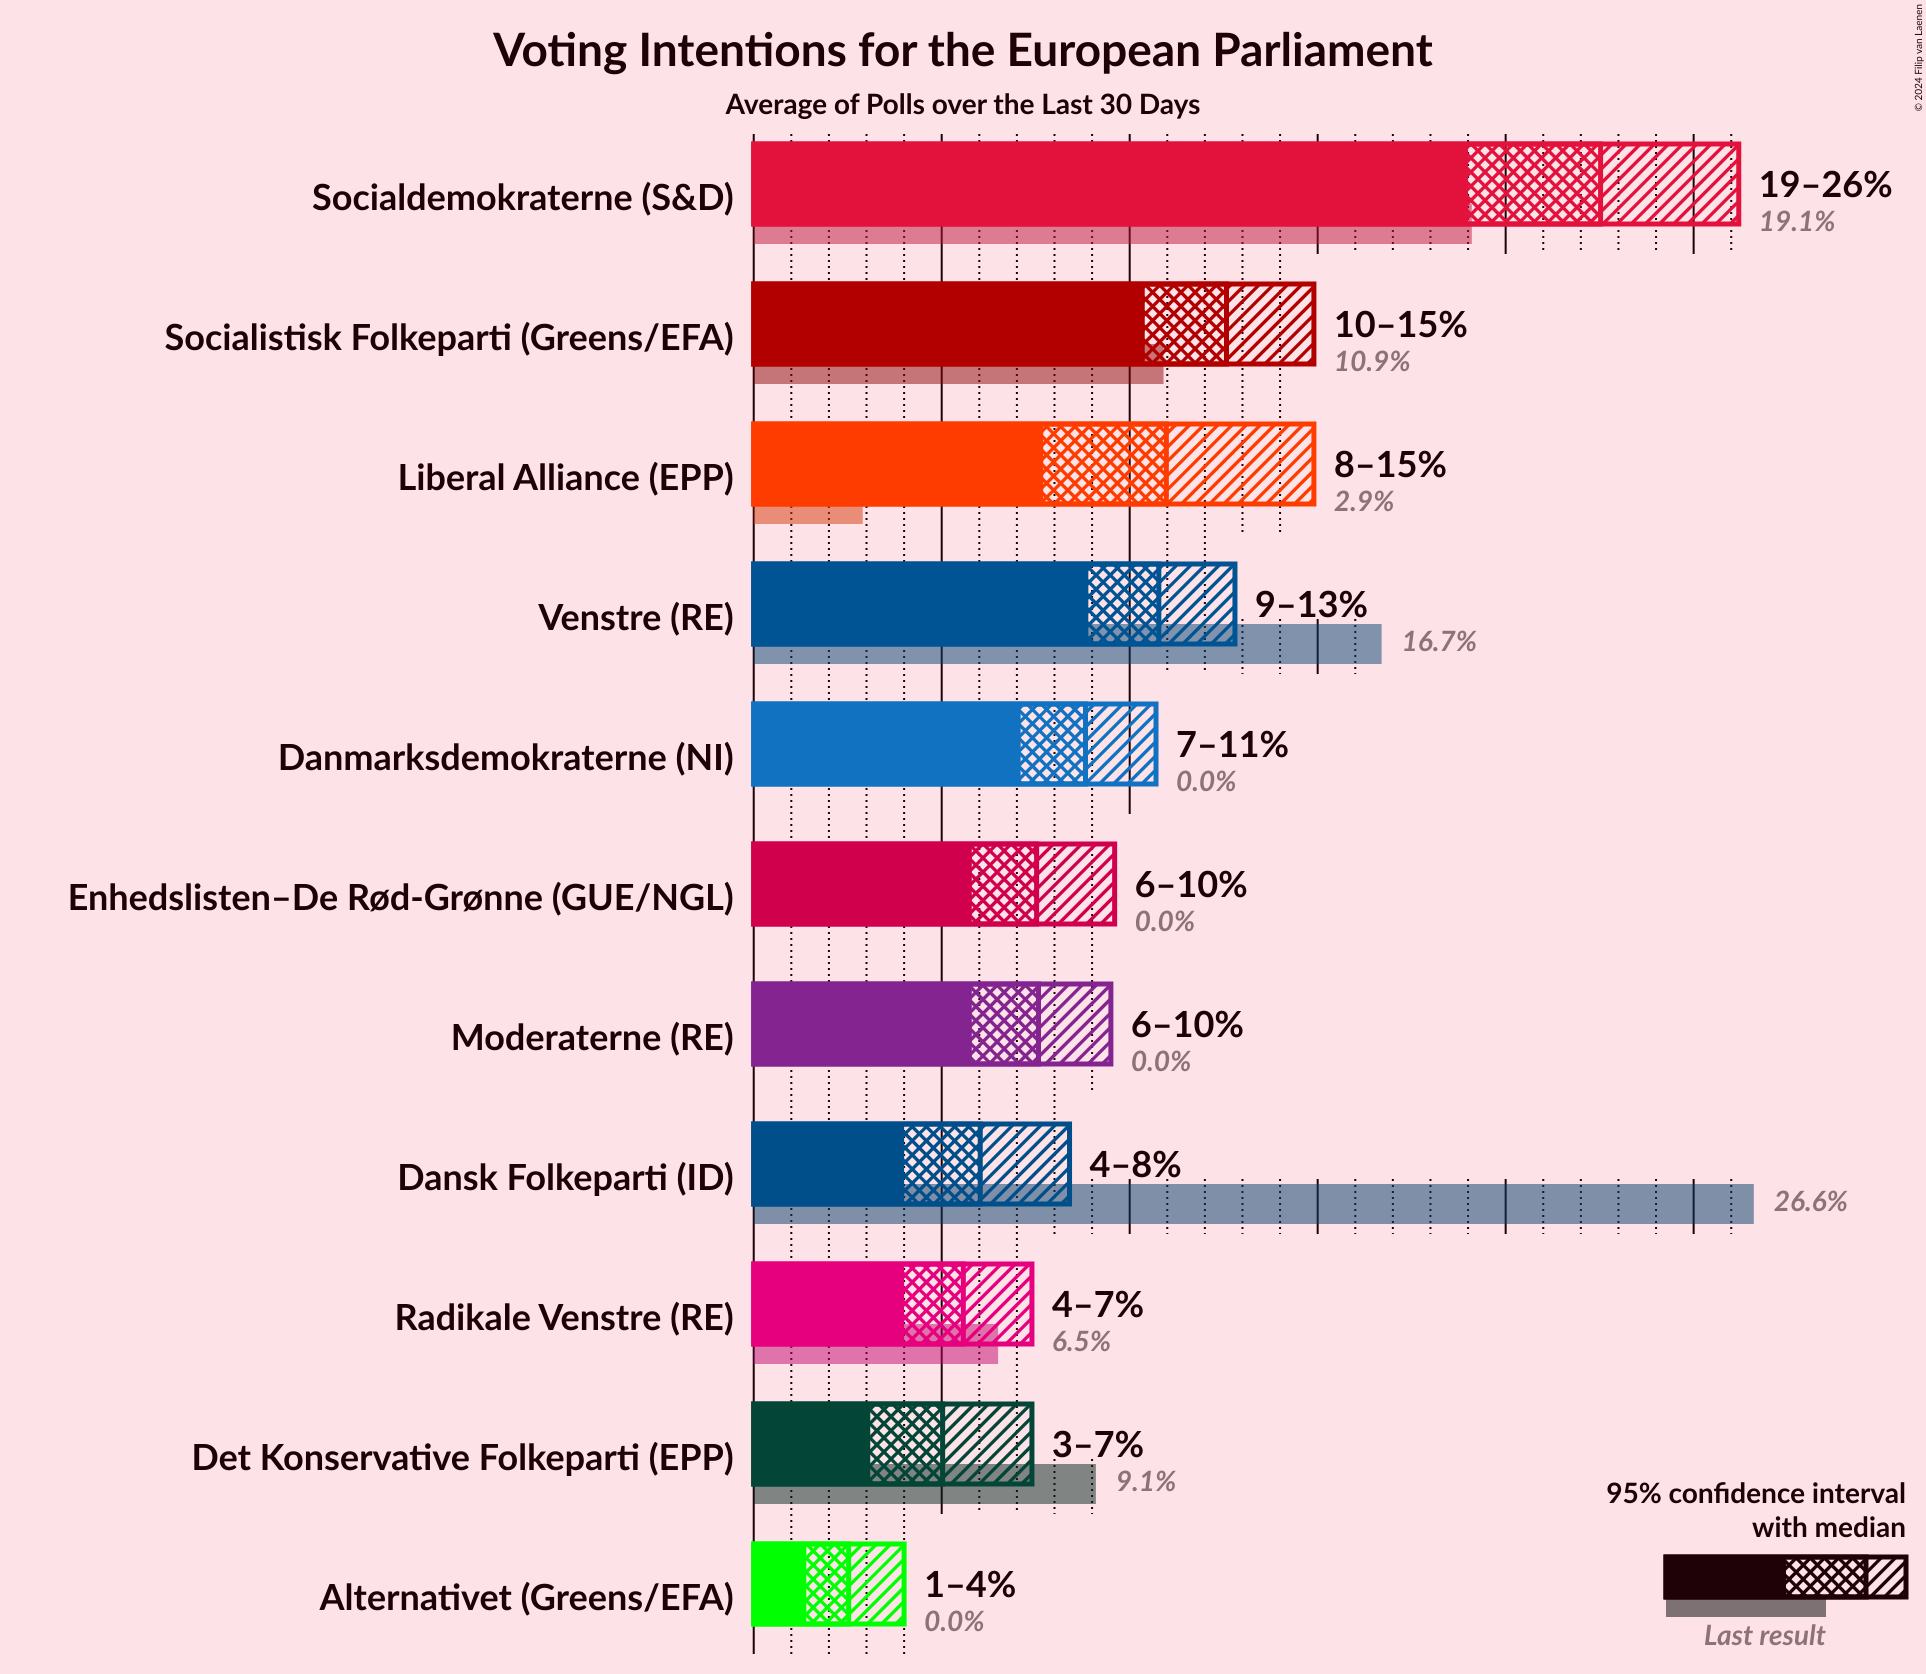 Voting Intentions for the European Parliament
Average of Polls over the Last 30 Days
© 2024 Filip van Laenen
Socialdemokraterne (S&D)
19–26%
19.1%
Socialistisk Folkeparti (Greens/EFA)
10–15%
10.9%
Liberal Alliance (EPP)
8–15%
2.9%
Venstre (RE)
9–13%
16.7%
Danmarksdemokraterne (NI)
7–11%
0.0%
Enhedslisten–De Rød-Grønne (GUE/NGL)
6–10%
0.0%
Moderaterne (RE)
6–10%
0.0%
Dansk Folkeparti (ID)
4–8%
26.6%
Radikale Venstre (RE)
4–7%
6.5%
Det Konservative Folkeparti (EPP)
3–7%
9.1%
Alternativet (Greens/EFA)
1–4%
0.0%
95% confidence interval
with median
Last result